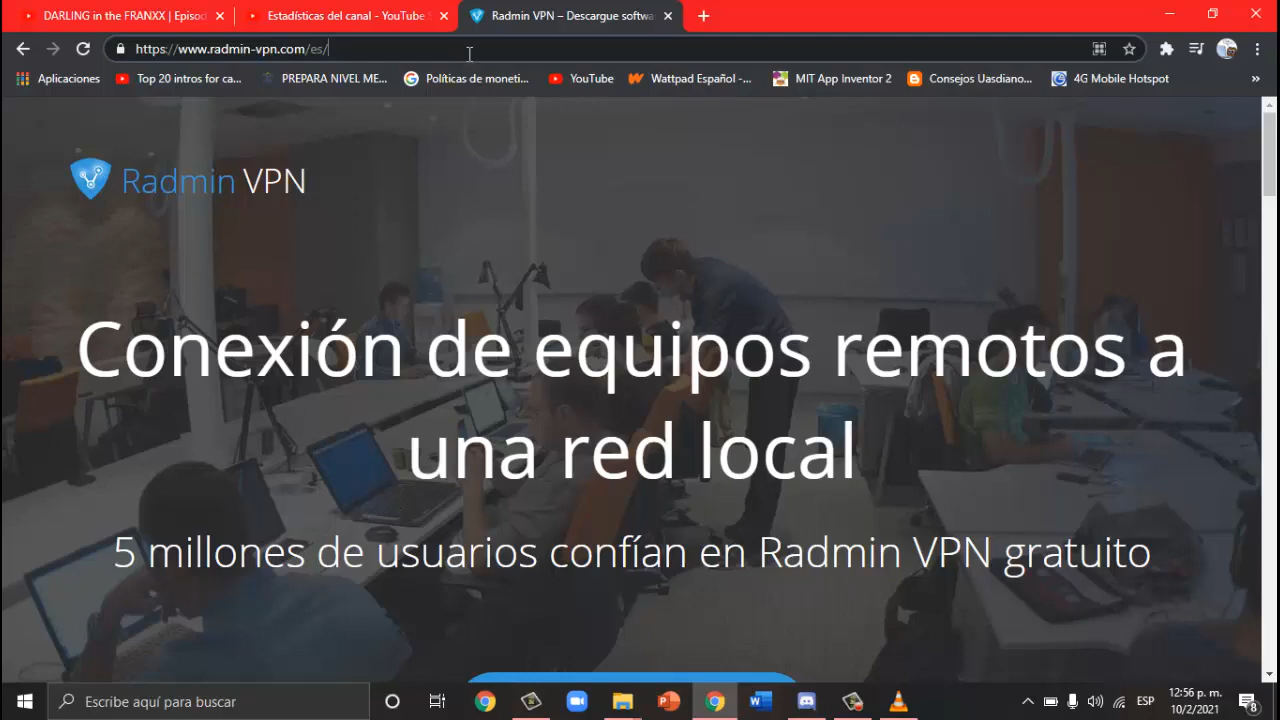 DARLING in the FRANXX | Episod
Estadísticas del canal - YouTube S
Radmin VPN – Descargue softwa
https://www.radmin-vpn.com/es/
Aplicaciones
Top 20 intros for ca...
PREPARA NIVEL ME...
Políticas de moneti...
YouTube
Wattpad Español -...
MIT App Inventor 2
Consejos Uasdiano...
4G Mobile Hotspot
»
Radmin VPN
Conexión de equipos remotos a
una red local
5 millones de usuarios confían en Radmin VPN gratuito
Escribe aquí para buscar
ESP
12:56 p. m.
10/2/2021
8